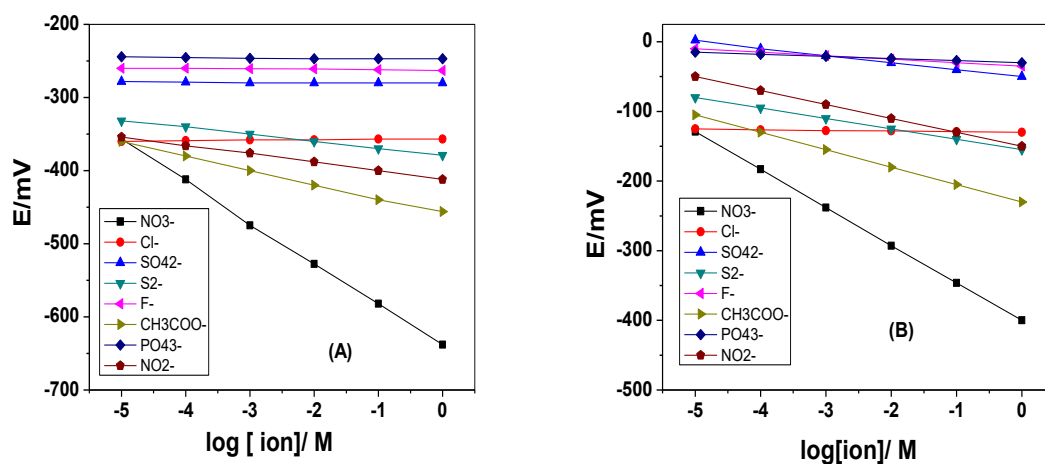 -200
-300
-400
-500
-600
-700
E/mV
NO3-
Cl-
SO42-
S2-
F-
CH3COO-
PO43-
NO2-
(A)
-5 -4 -3 -2 -1 0
log [ ion]/ M
0
-100
-200
-300
-400
-500
E/mV
NO3-
Cl-
SO42-
S2-
F-
CH3COO-
PO43-
NO2-
(B)
-5 -4 -3 -2 -1 0
log[ion]/ M